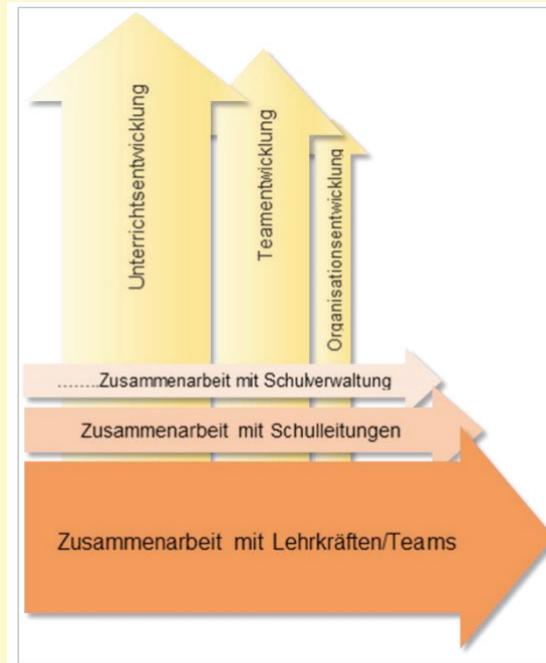 Unterrichtsentwicklung
Teamentwicklung
Organisationsentwicklung
........Zusammenarbeit mit Schulverwaltung
Zusammenarbeit mit Schulleitungen
Zusammenarbeit mit Lehrkräften/Teams